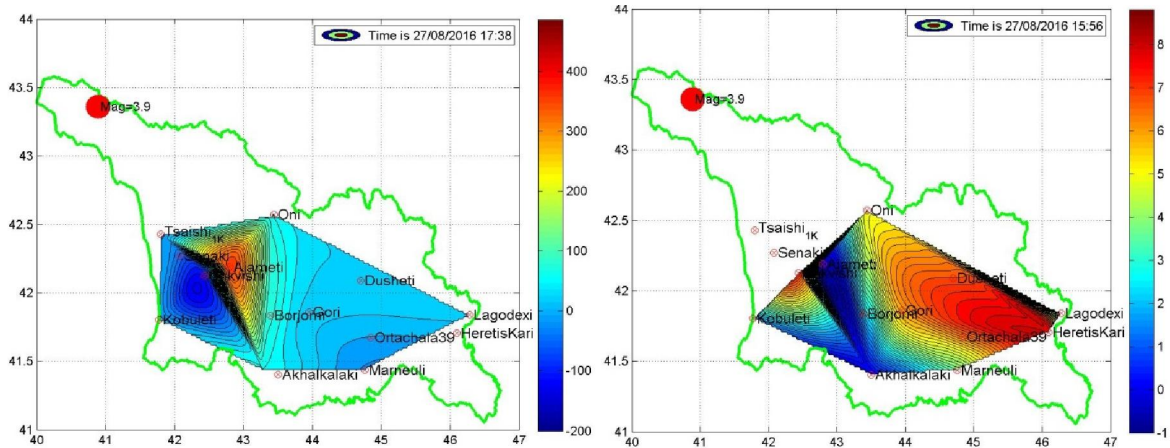 Time is 27/08/2016 17:38
44
43.5
43
42.5
42
41.5
41
40 41 42 43 44 45 46 47
400
300
200
100
0
-100
-200
Mag=3.9
Oni
Tsaishi 1K
Dusheti
Kobuleti
Borjomi Gori
Lagodexi
HeretisKari
Ortachala39
Marneuli
Akhalkalaki
Time is 27/08/2016 15:56
44
43.5
43
42.5
42
41.5
41
40 41 42 43 44 45 46 47
8
7
6
5
4
3
2
1
0
-1
Mag=3.9
Oni
Tsaishi 1K
Senaki
Dusheti
Kobuleti
Borjomi Gori
Lagodexi
HeretisKari
Ortachala39
Marneuli
Akhalkalaki